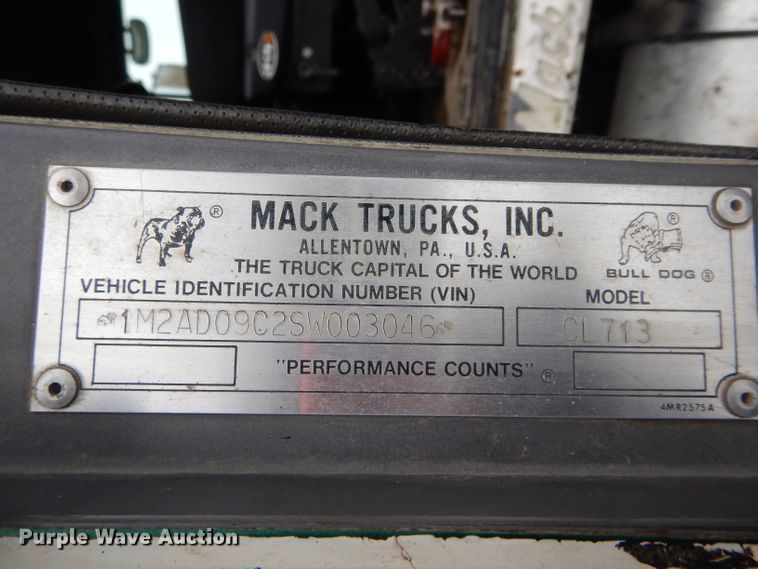 Mack
® MACK TRUCKS, INC. ®
ALLENTOWN, PA., U.S.A.
THE TRUCK CAPITAL OF THE WORLD BULL DOG ®
VEHICLE IDENTIFICATION NUMBER (VIN) MODEL
1M2AD09C2SW003046 CL713
"PERFORMANCE COUNTS" ®
4MR2575A
Purple Wave Auction